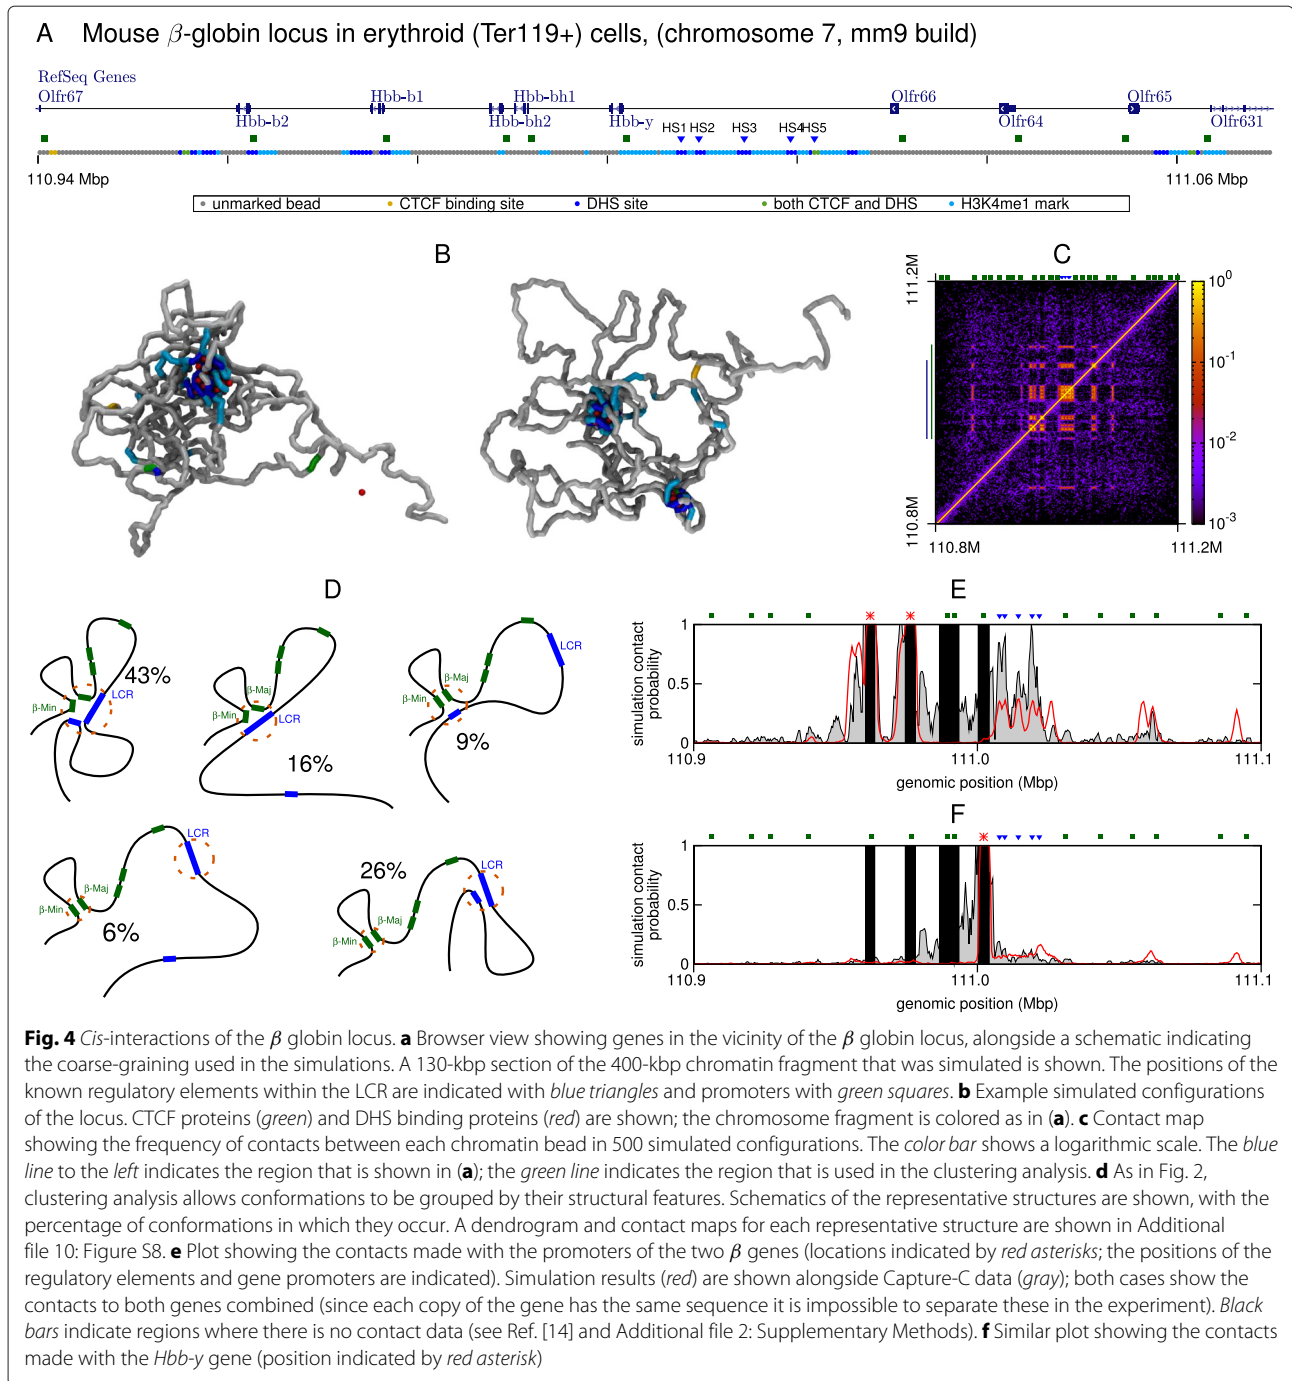 A Mouse β-globin locus in erythroid (Ter119+) cells, (chromosome 7, mm9 build)
RefSeq Genes
Olfr67 Hbb-b1 Hbb-bh1 Olfr66 Olfr65
Hbb-b2 Hbb-bh2 Hbb-y Olfr64 Olfr631
HS1 HS2 HS3 HS4 HS5
110.94 Mbp 111.06 Mbp
unmarked bead CTCF binding site DHS site both CTCF and DHS H3K4me1 mark
B
C
111.2M
110.8M
110.8M 111.2M
10^0
10^-1
10^-2
10^-3
D
43%
LCR
β-Min
β-Maj
β-Min
LCR
16%
β-Maj
β-Min
LCR
9%
LCR
β-Maj
β-Min
6%
26%
LCR
β-Maj
β-Min
E
simulation contact
probability
1
0.5
0
110.9 111.0 111.1
genomic position (Mbp)
F
simulation contact
probability
1
0.5
0
110.9 111.0 111.1
genomic position (Mbp)
Fig. 4 Cis-interactions of the β globin locus. a Browser view showing genes in the vicinity of the β globin locus, alongside a schematic indicating
the coarse-graining used in the simulations. A 130-kbp section of the 400-kbp chromatin fragment that was simulated is shown. The positions of the
known regulatory elements within the LCR are indicated with blue triangles and promoters with green squares. b Example simulated configurations
of the locus. CTCF proteins (green) and DHS binding proteins (red) are shown; the chromosome fragment is colored as in (a). c Contact map
showing the frequency of contacts between each chromatin bead in 500 simulated configurations. The color bar shows a logarithmic scale. The blue
line to the left indicates the region that is shown in (a); the green line indicates the region that is used in the clustering analysis. d As in Fig. 2,
clustering analysis allows conformations to be grouped by their structural features. Schematics of the representative structures are shown, with the
percentage of conformations in which they occur. A dendrogram and contact maps for each representative structure are shown in Additional
file 10: Figure S8. e Plot showing the contacts made with the promoters of the two β genes (locations indicated by red asterisks; the positions of the
regulatory elements and gene promoters are indicated). Simulation results (red) are shown alongside Capture-C data (gray); both cases show the
contacts to both genes combined (since each copy of the gene has the same sequence it is impossible to separate these in the experiment). Black
bars indicate regions where there is no contact data (see Ref. [14] and Additional file 2: Supplementary Methods). f Similar plot showing the contacts
made with the Hbb-y gene (position indicated by red asterisk)